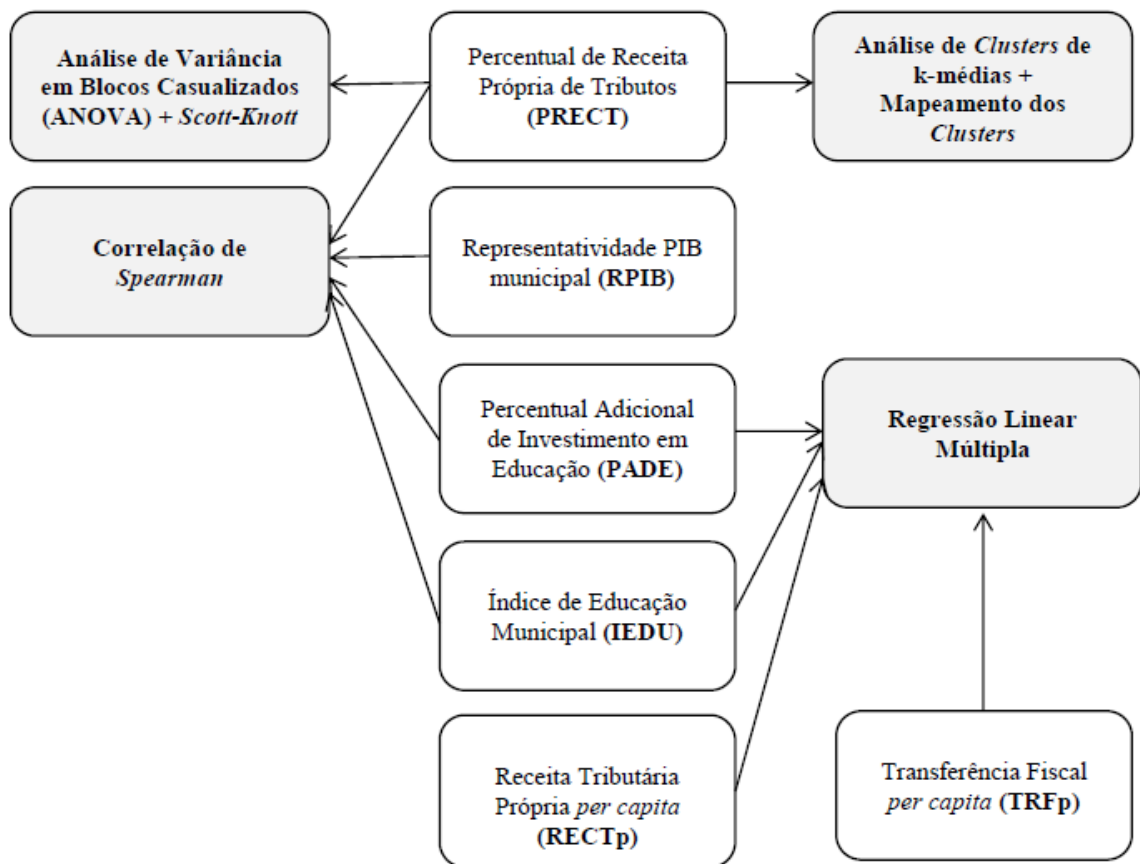 Análise de Variância
em Blocos Casualizados
(ANOVA) + Scott-Knott
Percentual de Receita
Própria de Tributos
(PRECT)
Análise de Clusters de
k-médias +
Mapeamento dos
Clusters
Correlação de
Spearman
Representatividade PIB
municipal (RPIB)
Percentual Adicional
de Investimento em
Educação (PADE)
Regressão Linear
Múltipla
Índice de Educação
Municipal (IEDU)
Receita Tributária
Própria per capita
(RECTp)
Transferência Fiscal
per capita (TRFp)